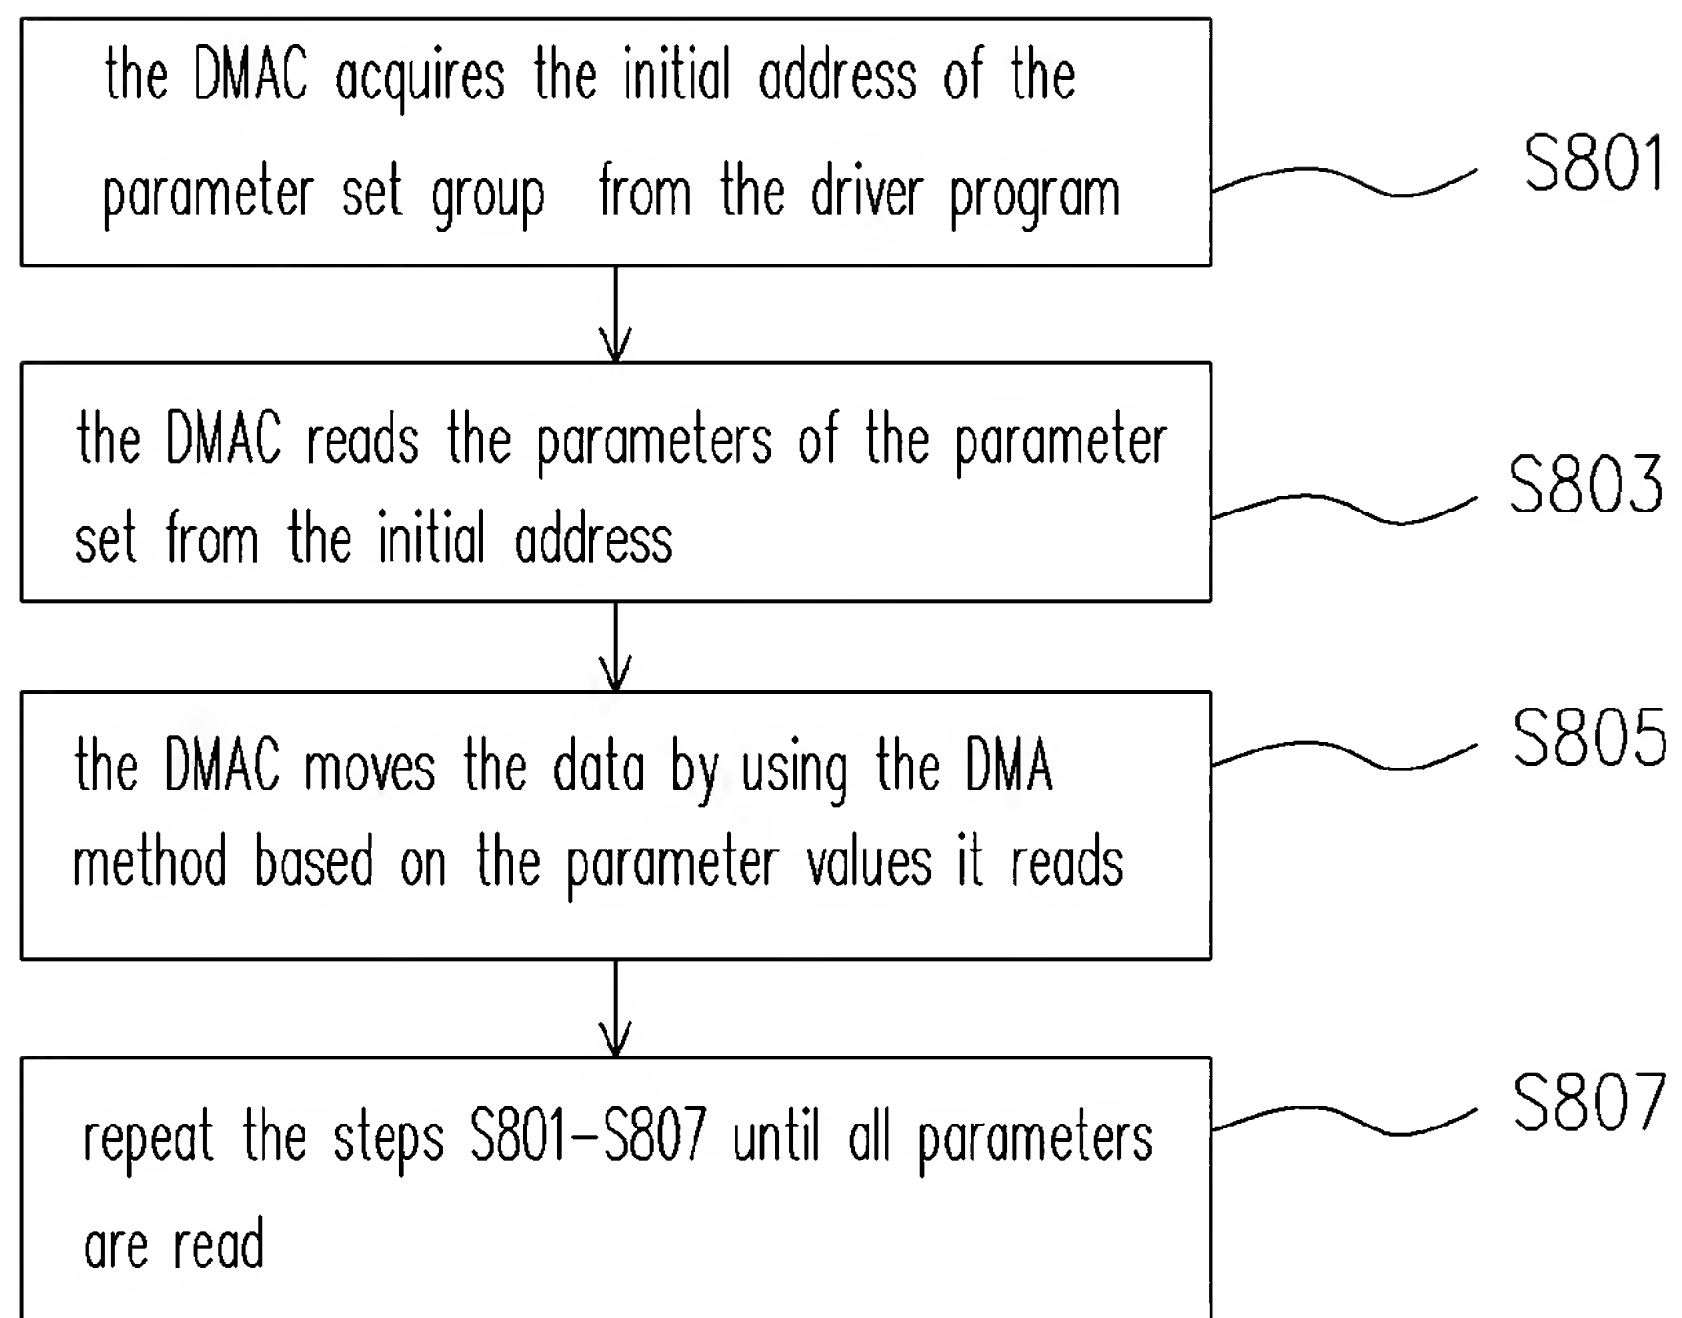 the DMAC acquires the initial address of the
parameter set group from the driver program
S801
the DMAC reads the parameters of the parameter
set from the initial address
S803
the DMAC moves the data by using the DMA
method based on the parameter values it reads
S805
repeat the steps S801-S807 until all parameters
are read
S807